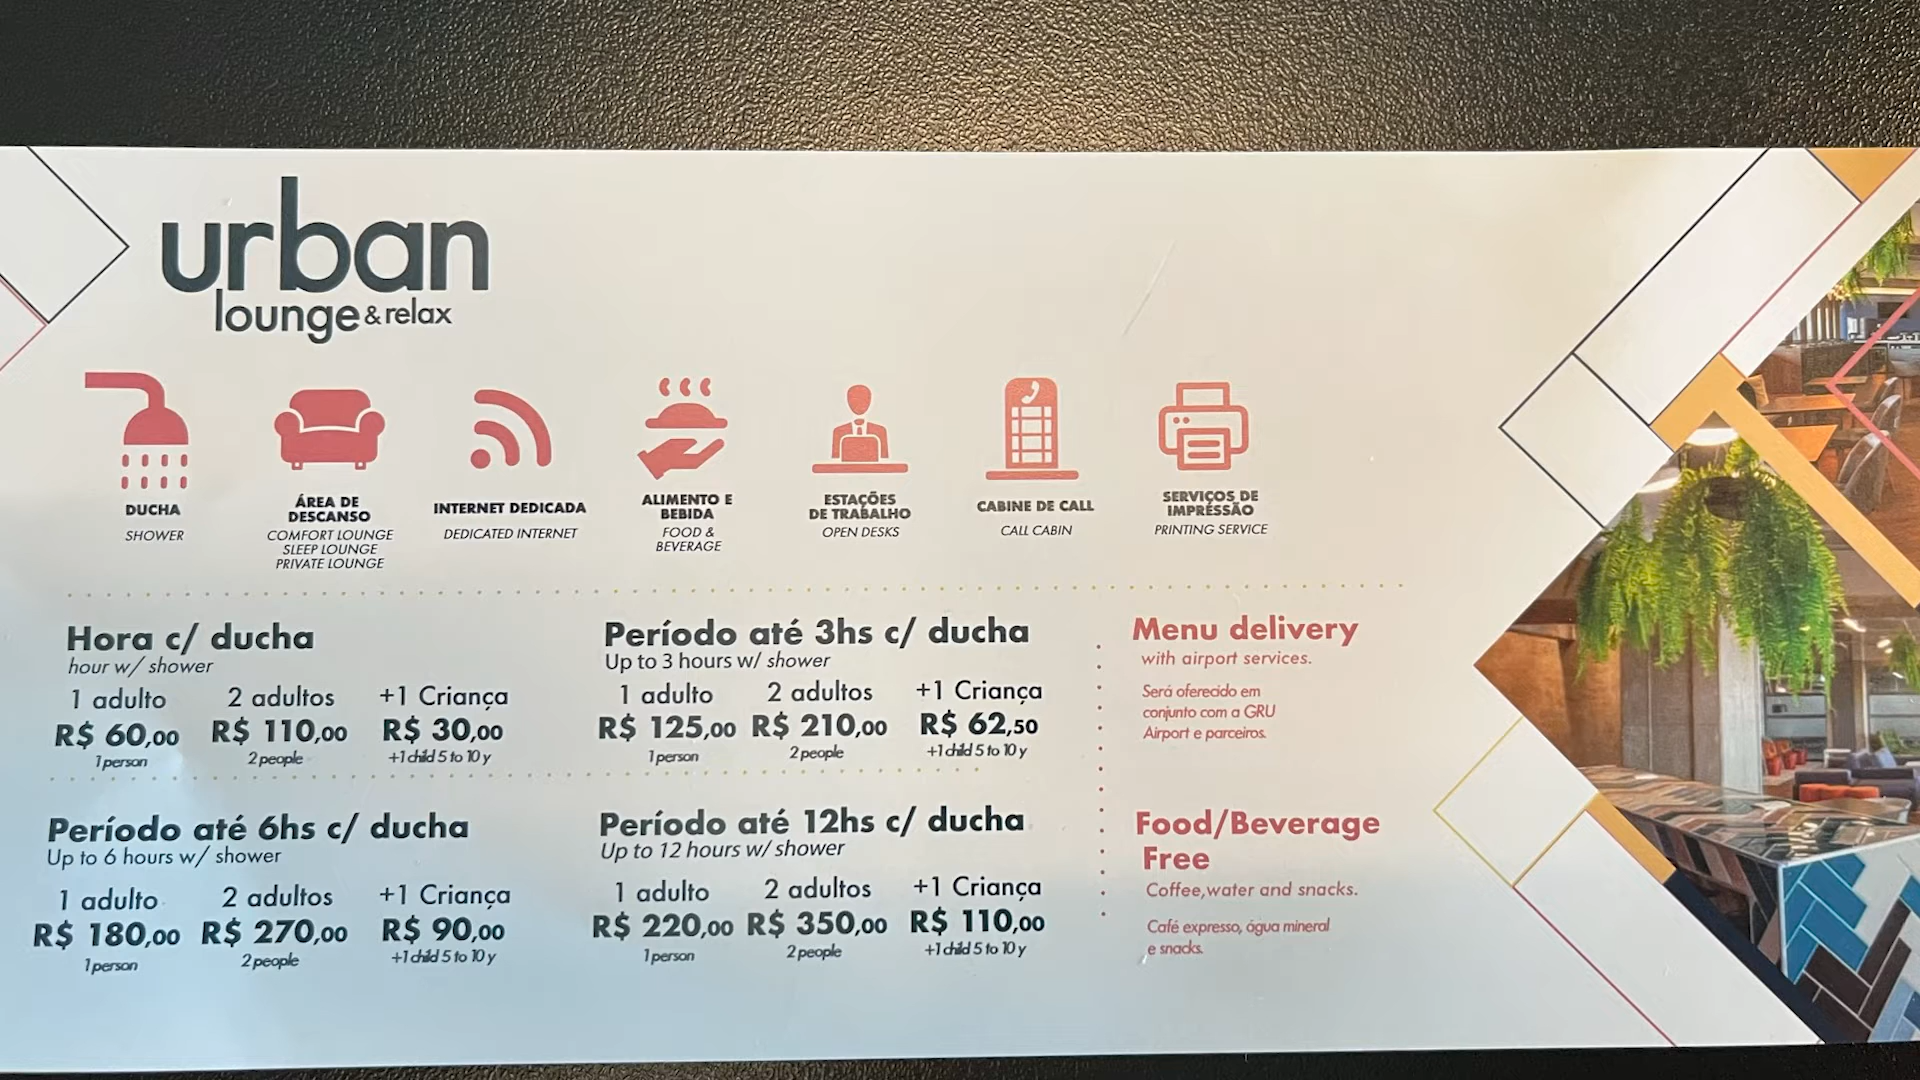 urban
lounge & relax
DUCHA
SHOWER
ÁREA DE
DESCANSO
COMFORT LOUNGE
SLEEP LOUNGE
PRIVATE LOUNGE
INTERNET DEDICADA
DEDICATED INTERNET
ALIMENTO E
BEBIDA
FOOD &
BEVERAGE
ESTAÇÕES
DE TRABALHO
OPEN DESKS
CABINE DE CALL
CALL CABIN
SERVIÇOS DE
IMPRESSÃO
PRINTING SERVICE
Hora c/ ducha
hour w/ shower
1 adulto 2 adultos +1 Criança
R$ 60,00 R$ 110,00 R$ 30,00
1 person 2 people +1 child 5 to 10 y
Período até 3hs c/ ducha
Up to 3 hours w/ shower
1 adulto 2 adultos +1 Criança
R$ 125,00 R$ 210,00 R$ 62,50
1 person 2 people +1 child 5 to 10 y
Período até 6hs c/ ducha
Up to 6 hours w/ shower
1 adulto 2 adultos +1 Criança
R$ 180,00 R$ 270,00 R$ 90,00
1 person 2 people +1 child 5 to 10 y
Período até 12hs c/ ducha
Up to 12 hours w/ shower
1 adulto 2 adultos +1 Criança
R$ 220,00 R$ 350,00 R$ 110,00
1 person 2 people +1 child 5 to 10 y
Menu delivery
with airport services.
Será oferecido em
conjunto com a GRU
Airport e parceiros.
Food/Beverage
Free
Coffee, water and snacks.
Café expresso, água mineral
e snacks.